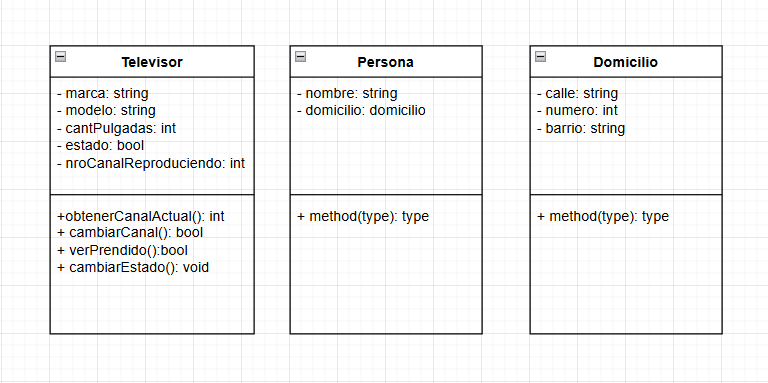 Televisor
- marca: string
- modelo: string
- cantPulgadas: int
- estado: bool
- nroCanalReproduciendo: int
+obtenerCanalActual(): int
+ cambiarCanal(): bool
+ verPrendido():bool
+ cambiarEstado(): void
Persona
- nombre: string
- domicilio: domicilio
+ method(type): type
Domicilio
- calle: string
- numero: int
- barrio: string
+ method(type): type